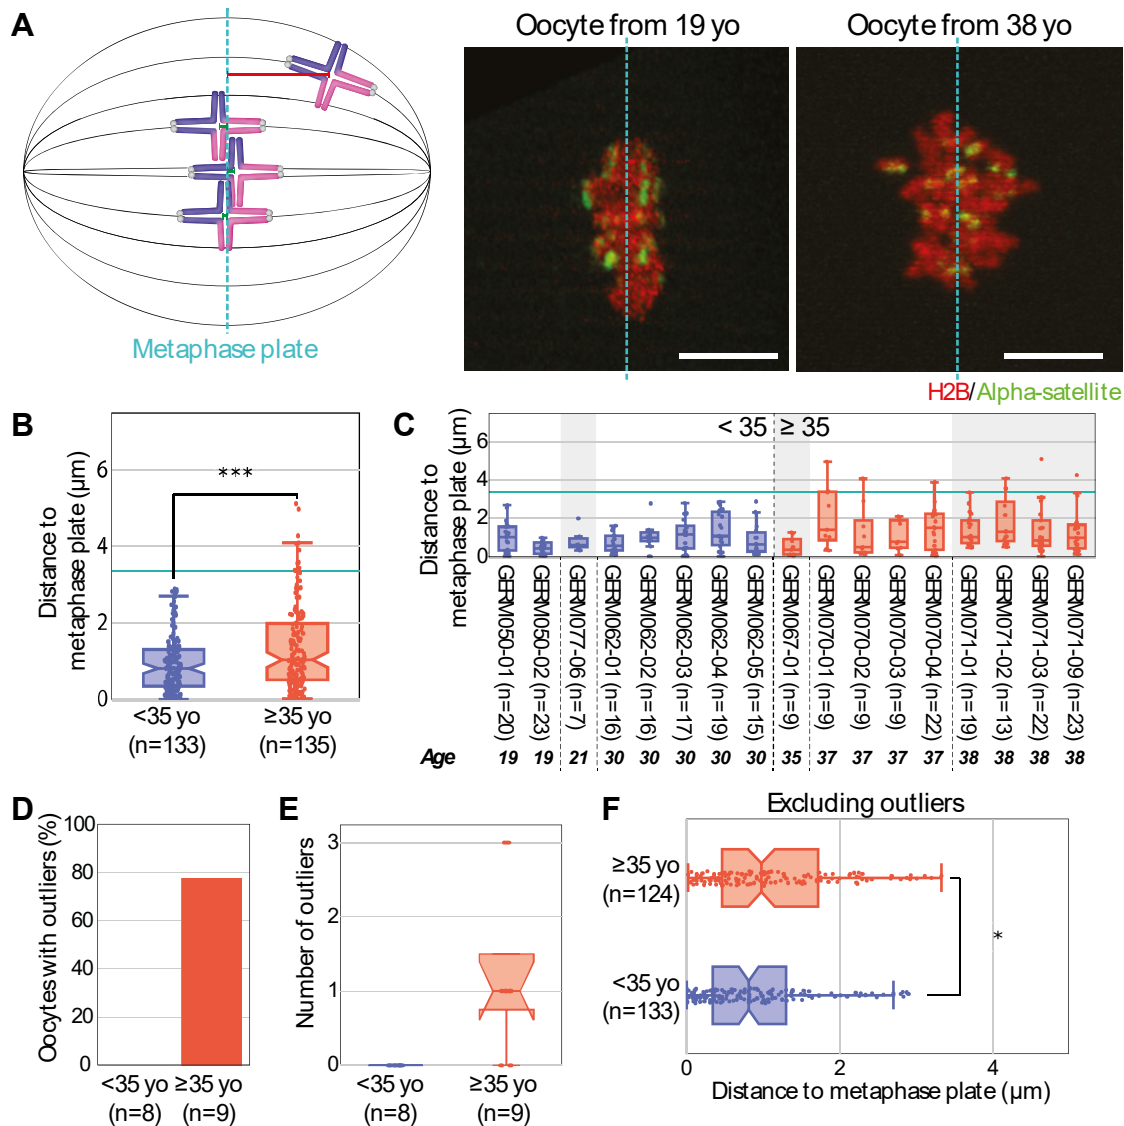 A
Metaphase plate
Oocyte from 19 yo
Oocyte from 38 yo
H2B/Alpha-satellite
B
Distance to
metaphase plate (μm)
6
4
2
0
***
<35 yo
(n=133)
≥35 yo
(n=135)
C
Distance to
metaphase plate (μm)
6
4
2
0
< 35 ≥ 35
GERM050-01 (n=20)
GERM050-02 (n=23)
GERM077-06 (n=7)
GERM062-01 (n=16)
GERM062-02 (n=16)
GERM062-03 (n=17)
GERM062-04 (n=19)
GERM062-05 (n=15)
GERM067-01 (n=9)
GERM070-01 (n=9)
GERM070-02 (n=9)
GERM070-03 (n=9)
GERM070-04 (n=22)
GERM071-01 (n=19)
GERM071-02 (n=13)
GERM071-03 (n=22)
GERM071-09 (n=23)
Age 19 19 21 30 30 30 30 30 35 37 37 37 37 38 38 38 38
D
Oocytes with outliers (%)
100
80
60
40
20
0
<35 yo
(n=8)
≥35 yo
(n=9)
E
Number of outliers
3
2
1
0
<35 yo
(n=8)
≥35 yo
(n=9)
F
Excluding outliers
≥35 yo
(n=124)
<35 yo
(n=133)
*
0 2 4
Distance to metaphase plate (μm)